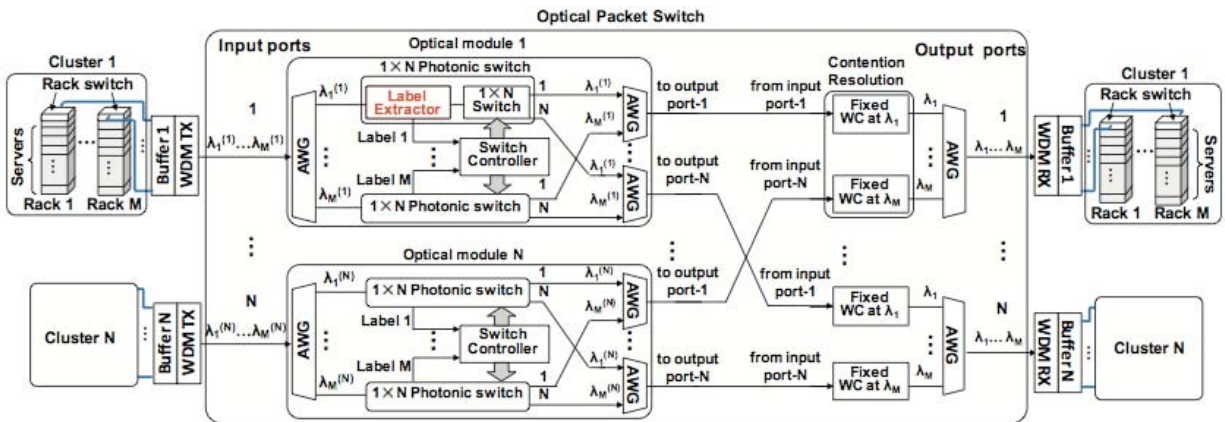 Optical Packet Switch
Input ports
Optical module 1
Output ports
Cluster 1
Rack switch
Servers
Rack 1
Rack M
Buffer 1
WDM TX
1
λ1(1)...λM(1)
AWG
1×N Photonic switch
λ1(1)
Label
Extractor
1×N
Switch
1
N
Label 1
Switch
Controller
Label M
λM(1)
1×N Photonic switch
1
N
λ1(1)
λM(1)
AWG
λ1(1)
λM(1)
AWG
to output
port-1
to output
port-N
from input
port-1
from input
port-N
Contention
Resolution
Fixed
WC at λ1
Fixed
WC at λM
λ1
λM
AWG
1
λ1...λM
WDM RX
Buffer 1
Cluster 1
Rack switch
Servers
Rack 1
Rack M
Cluster N
Buffer N
WDM TX
N
λ1(N)...λM(N)
Optical module N
AWG
λ1(N)
1×N Photonic switch
1
N
Label 1
Switch
Controller
Label M
λM(N)
1×N Photonic switch
1
N
λ1(N)
λM(N)
AWG
λ1(N)
λM(N)
AWG
to output
port-1
to output
port-N
from input
port-1
from input
port-N
Fixed
WC at λ1
Fixed
WC at λM
λ1
λM
AWG
N
λ1...λM
WDM RX
Buffer N
Cluster N